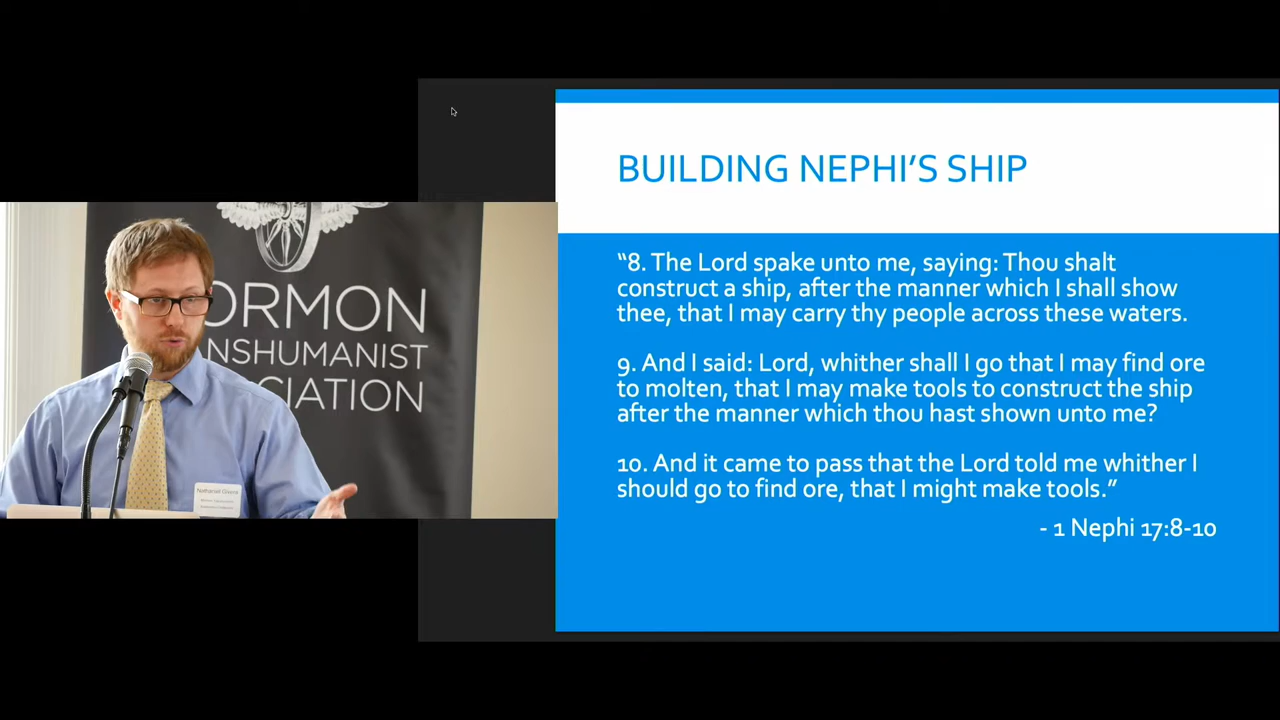 ORMON
NSHUMANIST
CIATION
Nathaniel Givens
BUILDING NEPHI'S SHIP
“8. The Lord spake unto me, saying: Thou shalt
construct a ship, after the manner which I shall show
thee, that I may carry thy people across these waters.
9. And I said: Lord, whither shall I go that I may find ore
to molten, that I may make tools to construct the ship
after the manner which thou hast shown unto me?
10. And it came to pass that the Lord told me whither I
should go to find ore, that I might make tools.”
- 1 Nephi 17:8-10